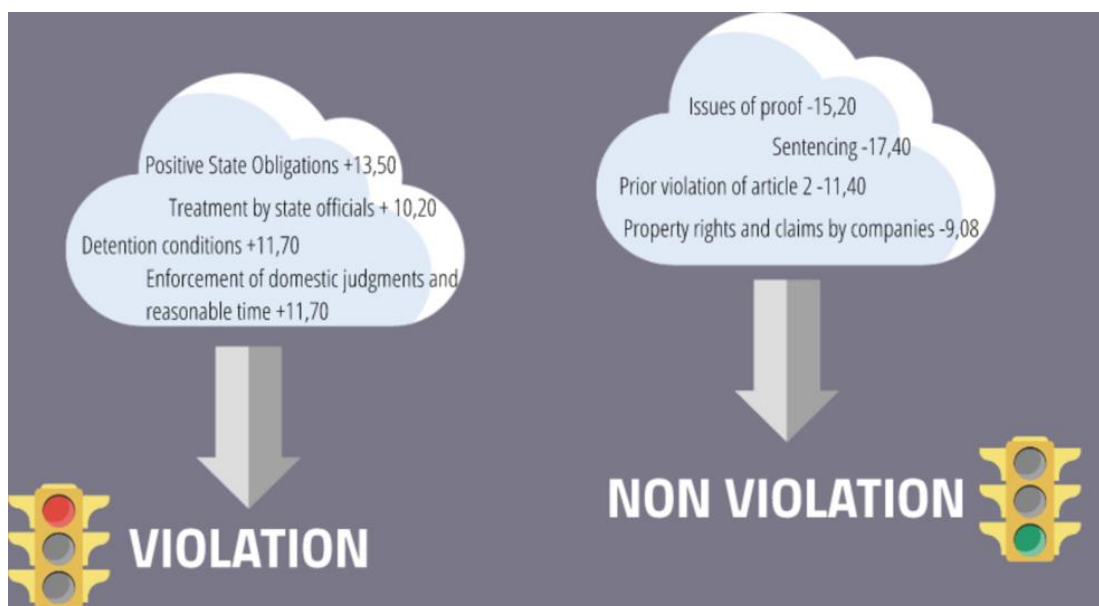 Positive State Obligations +13,50
Treatment by state officials + 10,20
Detention conditions +11,70
Enforcement of domestic judgments and
reasonable time +11,70
VIOLATION
Issues of proof -15,20
Sentencing -17,40
Prior violation of article 2 -11,40
Property rights and claims by companies -9,08
NON VIOLATION